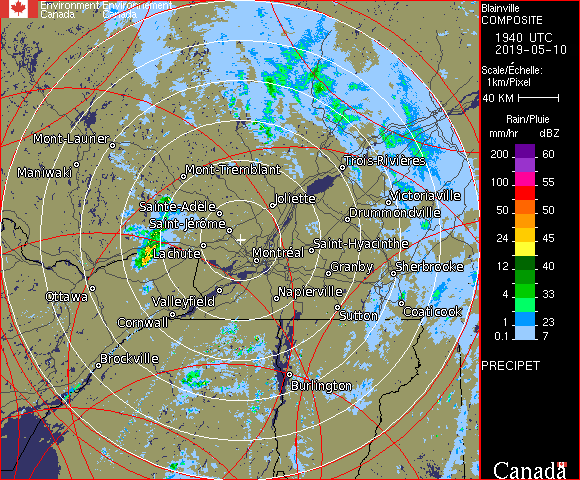 Environment Environnement
Canada Canada
Blainville
COMPOSITE
1940 UTC
2019-05-10
Scale/Échelle:
1km/Pixel
40 KM
Rain/Pluie
mm/hr dBZ
200 60
100 55
50 50
24 45
12 40
4 33
1 23
0.1 7
PRECIPET
Canada
Mont-Laurier
Maniwaki
Mont-Tremblant
Trois-Rivières
Sainte-Adèle
Joliette
Victoriaville
Drummondville
Saint-Jérôme
Lachute
Montréal
Saint-Hyacinthe
Granby
Sherbrooke
Ottawa
Valleyfield
Napierville
Cornwall
Sutton
Coaticook
Brockville
Burlington